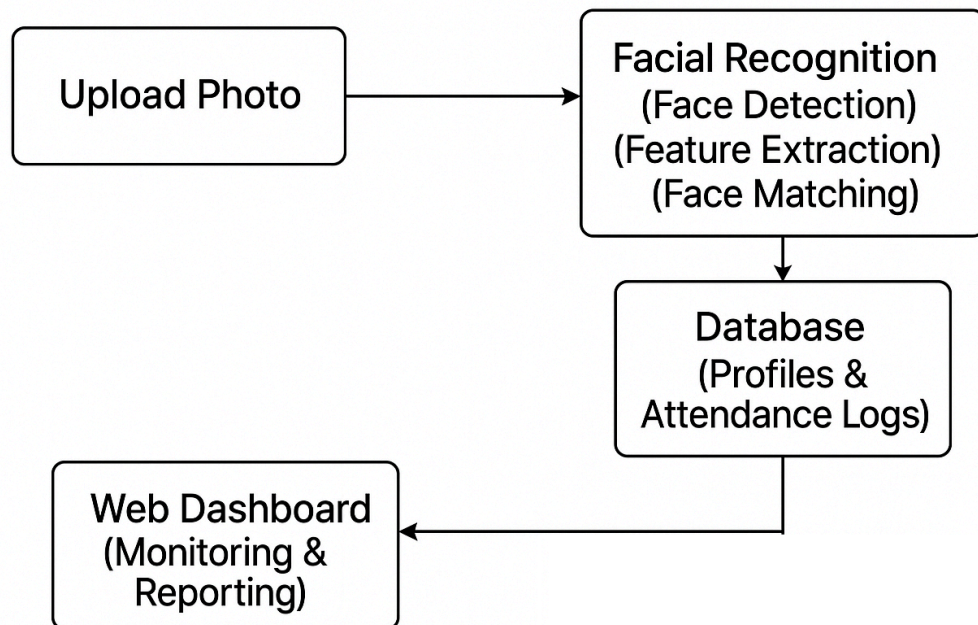 Upload Photo
Facial Recognition
(Face Detection)
(Feature Extraction)
(Face Matching)
Database
(Profiles &
Attendance Logs)
Web Dashboard
(Monitoring &
Reporting)